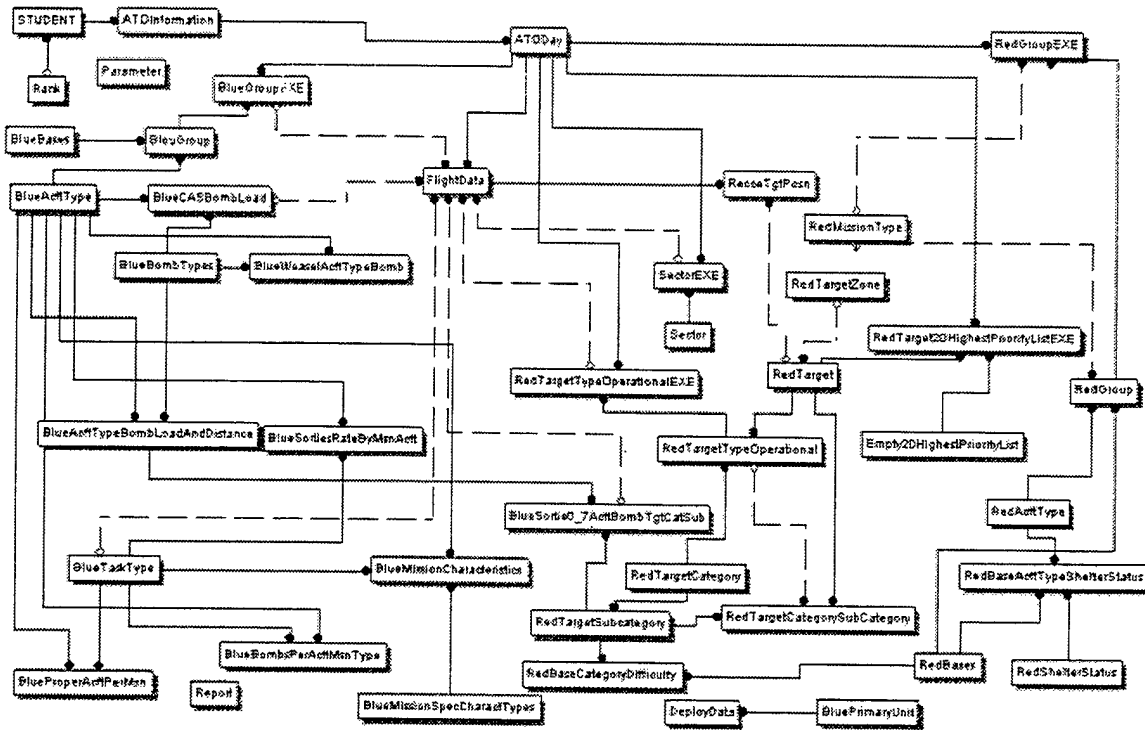 STUDENT
ATOInformation
ATODay
RedGroupEXE
Rank
Parameter
BlueGroupEXE
BlueBases
BlueGroup
BlueAcftType
BlueCASBombLoad
FlightData
RecceTgtPosn
RedMissionType
BlueBombTypes
BlueWeaselAcftTypeBomb
SectorEXE
RedTargetZone
Sector
RedTarget20HighestPriorityListEXE
RedTargetTypeOperationalEXE
RedTarget
RedGroup
BlueAcftTypeBombLoadAndDistance
BlueSortiesRateByMsnAcft
RedTargetTypeOperational
Empty20HighestPriorityList
BlueSortie0_7AcftBombTgtCatSub
RedAcftType
BlueTaskType
BlueMissionCharacteristics
RedTargetCategory
RedBaseAcftTypeShelterStatus
RedTargetSubcategory
RedTargetCategorySubCategory
BlueBombsPerAcftMsnType
BlueProperAcftPerMsn
RedBaseCategoryDifficulty
RedBases
RedShelterStatus
Report
BlueMissionSpecCharactTypes
DeployData
BluePrimaryUnit